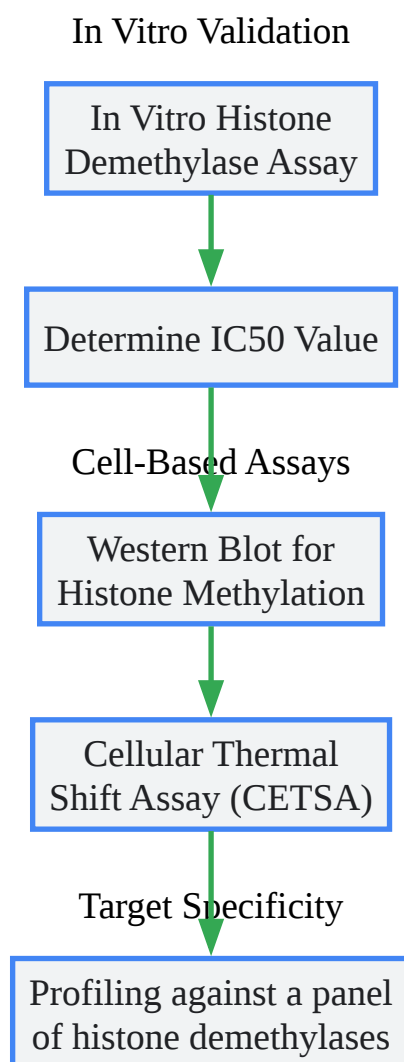 In Vitro Validation
In Vitro Histone
Demethylase Assay
Determine IC50 Value
Cell-Based Assays
Western Blot for
Histone Methylation
Cellular Thermal
Shift Assay (CETSA)
Target Specificity
Profiling against a panel
of histone demethylases